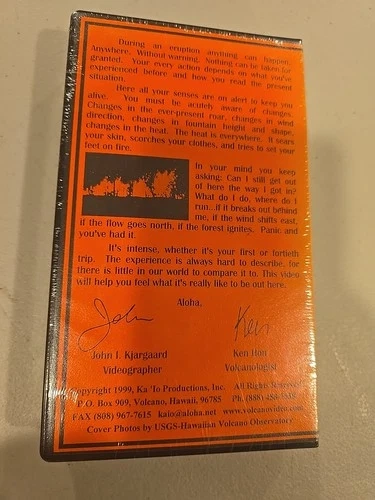 During an eruption anything can happen.
Anywhere. Without warning. Nothing can be taken for
granted. Your every action depends on what you've
experienced before and how you read the present
situation.
Here all your senses are on alert to keep you
alive. You must be acutely aware of changes.
Changes in the ever-present roar, changes in wind
direction, changes in fountain height and shape,
changes in the heat. The heat is everywhere. It sears
your skin, scorches your clothes, and tries to set your
feet on fire.
In your mind you keep
asking: Can I still get out
of here the way I got in?
What do I do, where do I
run...if it breaks out behind
me, if the wind shifts east,
if the flow goes north, if the forest ignites. Panic and
you've had it.
It's intense, whether it's your first or fortieth
trip. The experience is always hard to describe, for
there is little in our world to compare it to. This video
will help you feel what it's really like to be out here.
Aloha,
John Ken
John I. Kjargaard Ken Hon
Videographer Volcanologist
Copyright 1999, Ka 'Io Productions, Inc. All Rights Reserved
P.O. Box 909, Volcano, Hawaii, 96785 Ph. (888)
FAX (808) 967-7615 kaio@aloha.net www.volcanovideo.com
Cover Photos by USGS-Hawaiian Volcano Observatory